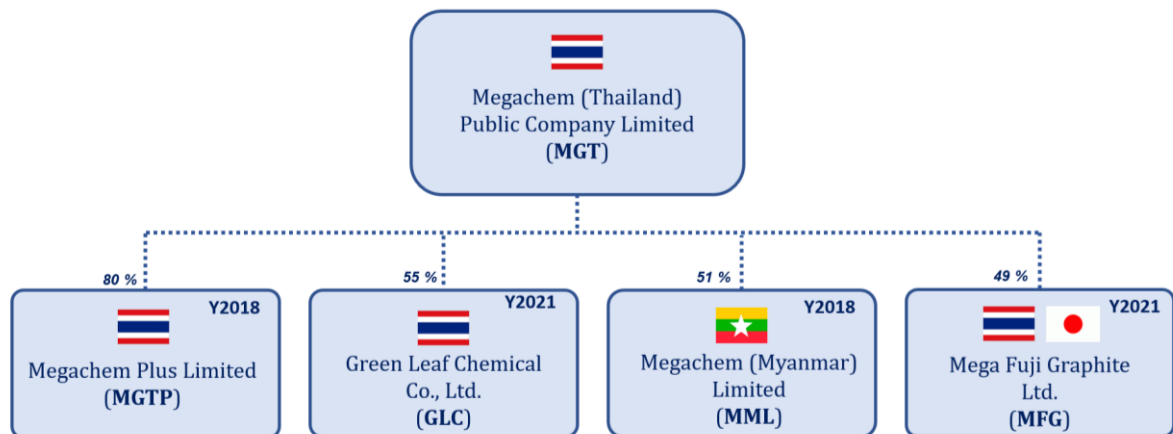 Megachem (Thailand)
Public Company Limited
(MGT)
80 %
55 %
51 %
49 %
Y2018
Megachem Plus Limited
(MGTP)
Y2021
Green Leaf Chemical
Co., Ltd.
(GLC)
Y2018
Megachem (Myanmar)
Limited
(MML)
Y2021
Mega Fuji Graphite
Ltd.
(MFG)